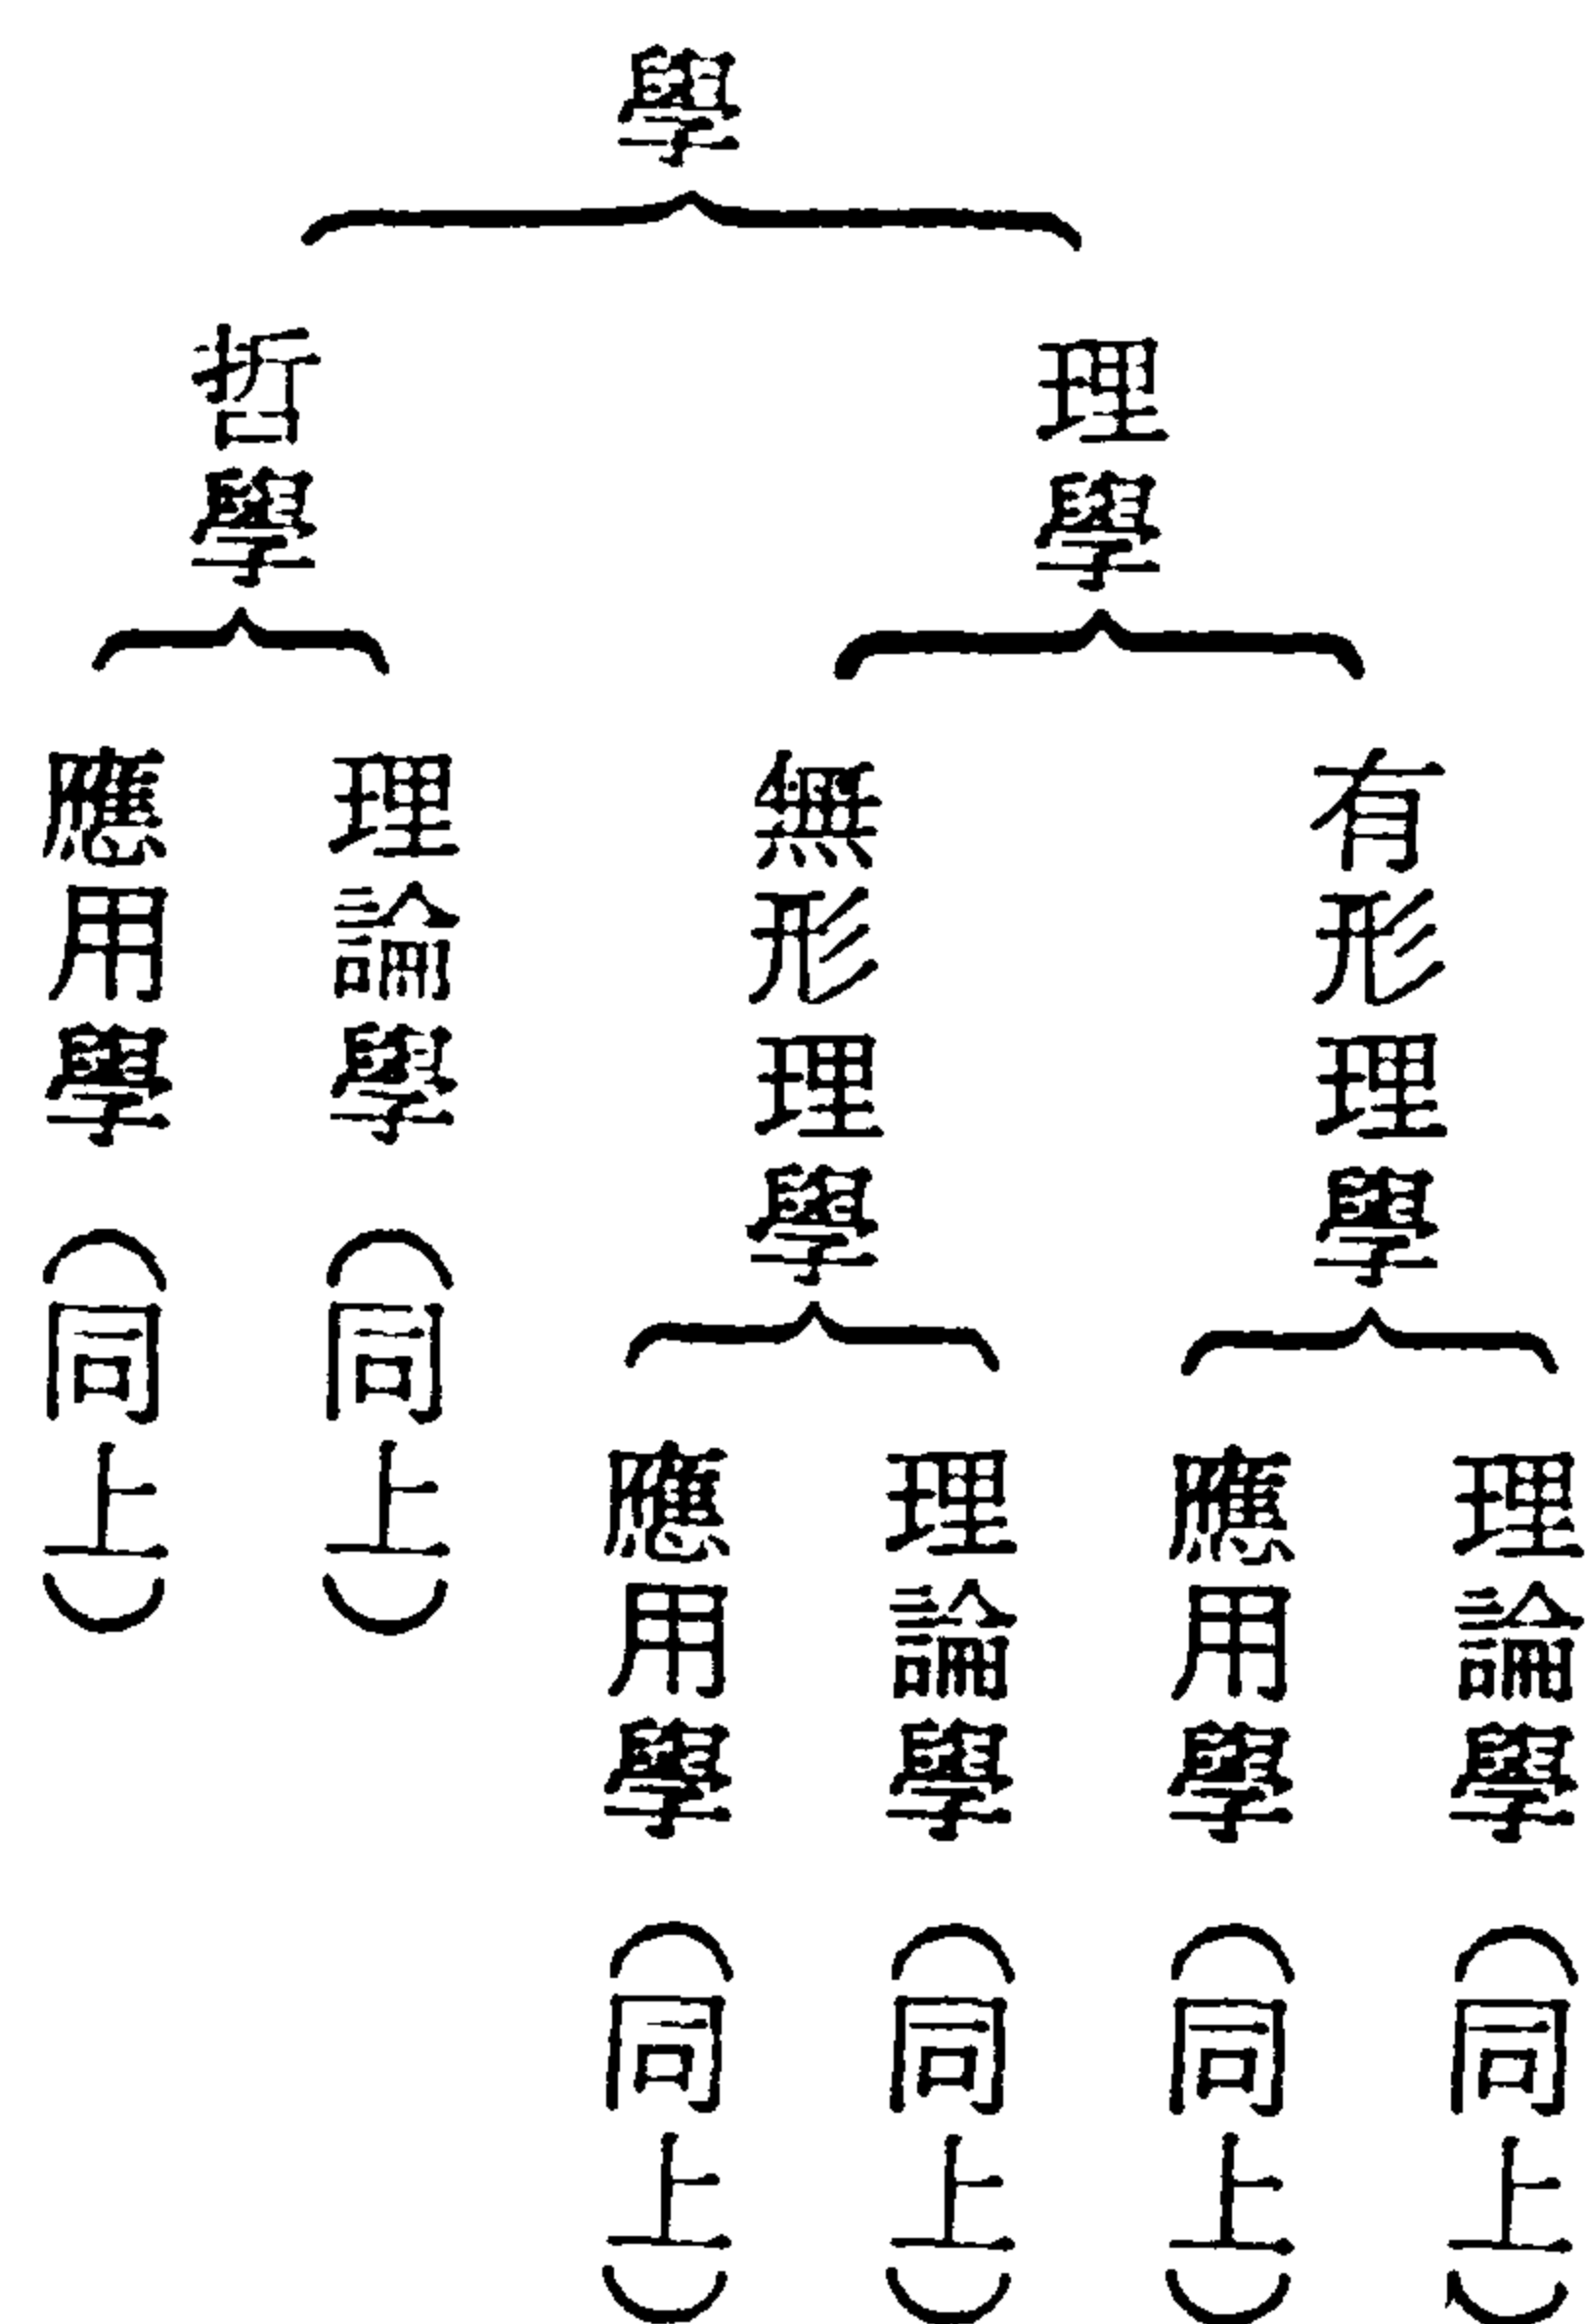 學
理學
哲學
有形理學
無形理學
理論學
應用學
理論學(同上)
應用學(同上)
理論學(同上)
應用學(同上)
(同上)
(同上)